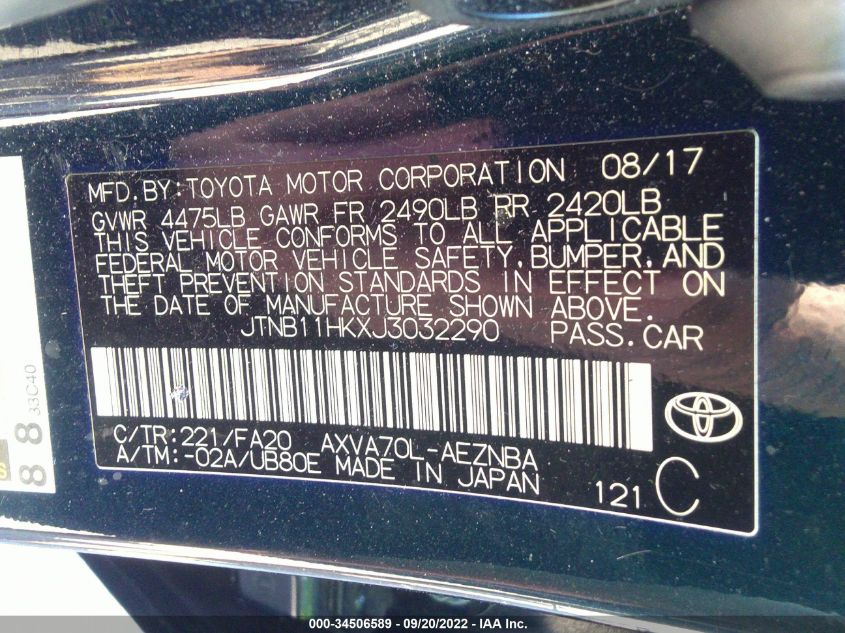 MFD.BY:TOYOTA MOTOR CORPORATION 08/17
GVWR 4475LB GAWR FR 2490LB RR 2420LB
THIS VEHICLE CONFORMS TO ALL APPLICABLE
FEDERAL MOTOR VEHICLE SAFETY,BUMPER,AND
THEFT PREVENTION STANDARDS IN EFFECT ON
THE DATE OF MANUFACTURE SHOWN ABOVE.
JTNB11HKXJ3032290 PASS.CAR
C/TR:221/FA20 AXVA70L-AEZNBA
A/TM:-02A/UB80E MADE IN JAPAN
121 C
88 33C40
S
000-34506589 - 09/20/2022 - IAA Inc.